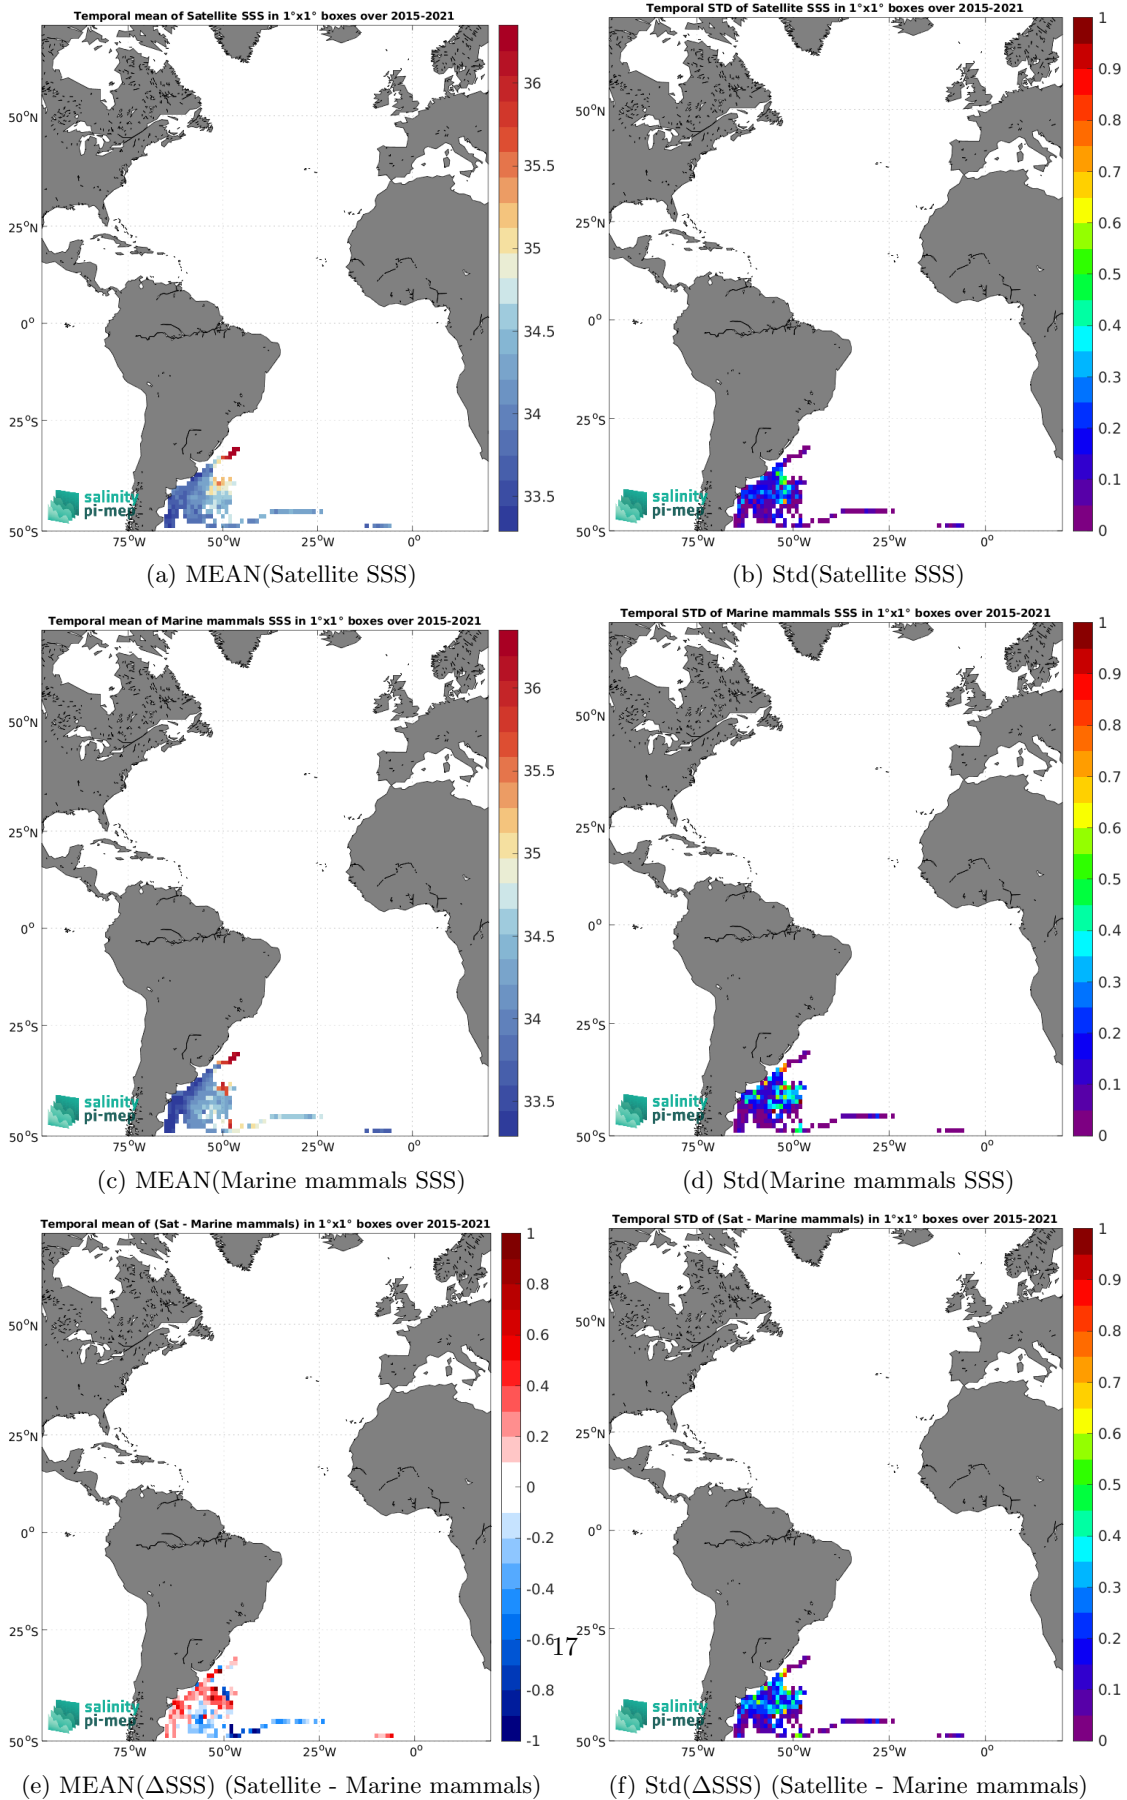 Temporal mean of Satellite SSS in 1°x1° boxes over 2015-2021
50°N
25°N
0°
25°S
50°S
75°W
50°W
25°W
0°
36
35.5
35
34.5
34
33.5
salinity
pi-mep
(a) MEAN(Satellite SSS)
Temporal STD of Satellite SSS in 1°x1° boxes over 2015-2021
50°N
25°N
0°
25°S
50°S
75°W
50°W
25°W
0°
1
0.9
0.8
0.7
0.6
0.5
0.4
0.3
0.2
0.1
0
salinity
pi-mep
(b) Std(Satellite SSS)
Temporal mean of Marine mammals SSS in 1°x1° boxes over 2015-2021
50°N
25°N
0°
25°S
50°S
75°W
50°W
25°W
0°
36
35.5
35
34.5
34
33.5
salinity
pi-mep
(c) MEAN(Marine mammals SSS)
Temporal STD of Marine mammals SSS in 1°x1° boxes over 2015-2021
50°N
25°N
0°
25°S
50°S
75°W
50°W
25°W
0°
1
0.9
0.8
0.7
0.6
0.5
0.4
0.3
0.2
0.1
0
salinity
pi-mep
(d) Std(Marine mammals SSS)
Temporal mean of (Sat - Marine mammals) in 1°x1° boxes over 2015-2021
50°N
25°N
0°
25°S
50°S
75°W
50°W
25°W
0°
1
0.8
0.6
0.4
0.2
0
-0.2
-0.4
-0.6
-0.8
-1
salinity
pi-mep
(e) MEAN(ΔSSS) (Satellite - Marine mammals)
Temporal STD of (Sat - Marine mammals) in 1°x1° boxes over 2015-2021
50°N
25°N
0°
25°S
50°S
75°W
50°W
25°W
0°
1
0.9
0.8
0.7
0.6
0.5
0.4
0.3
0.2
0.1
0
salinity
pi-mep
(f) Std(ΔSSS) (Satellite - Marine mammals)
17